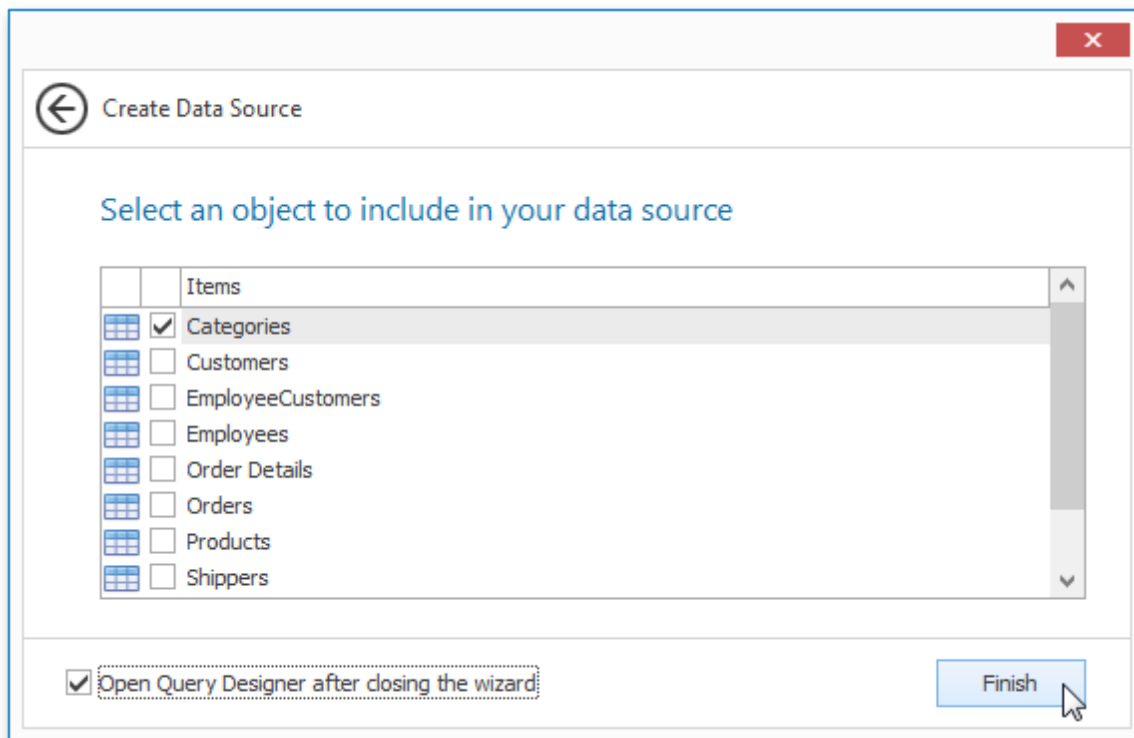 Create Data Source
Select an object to include in your data source
Items
Categories
Customers
EmployeeCustomers
Employees
Order Details
Orders
Products
Shippers
Open Query Designer after closing the wizard
Finish